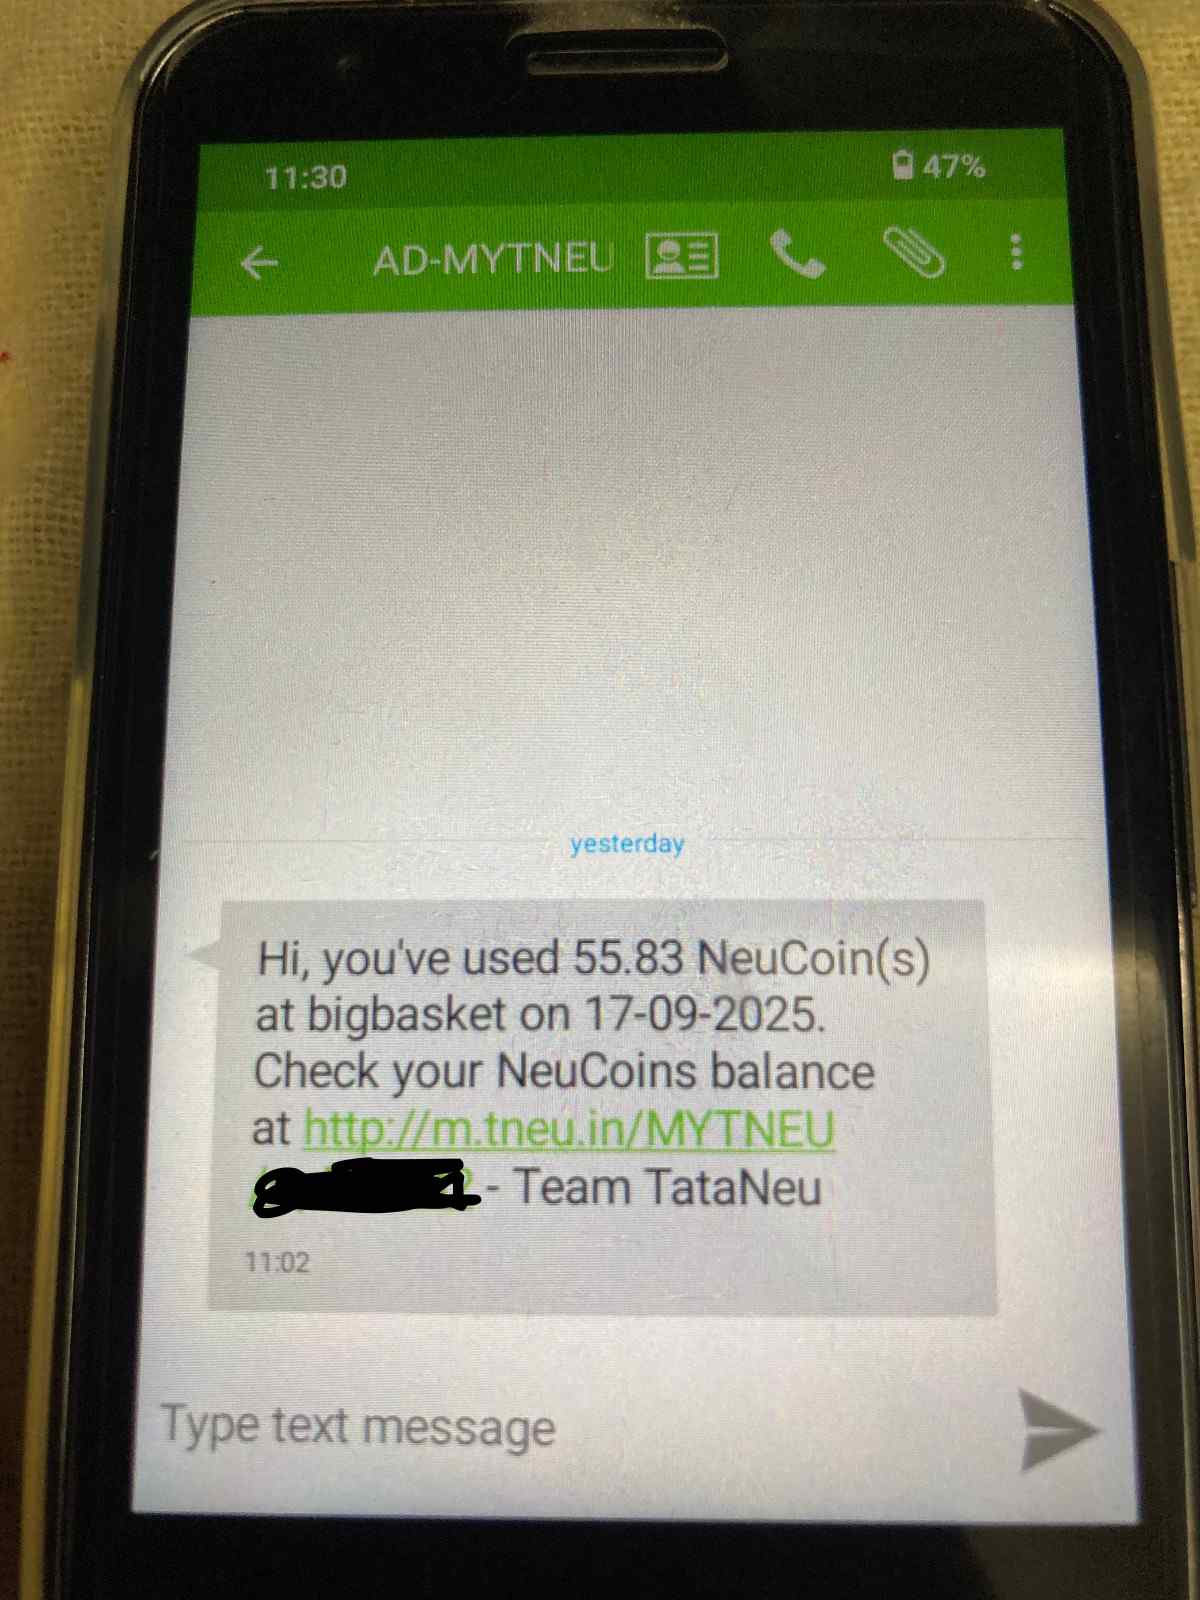 11:30 47%
AD-MYTNEU
yesterday
Hi, you've used 55.83 NeuCoin(s)
at bigbasket on 17-09-2025.
Check your NeuCoins balance
at http://m.tneu.in/MYTNEU
- Team TataNeu
11:02
Type text message